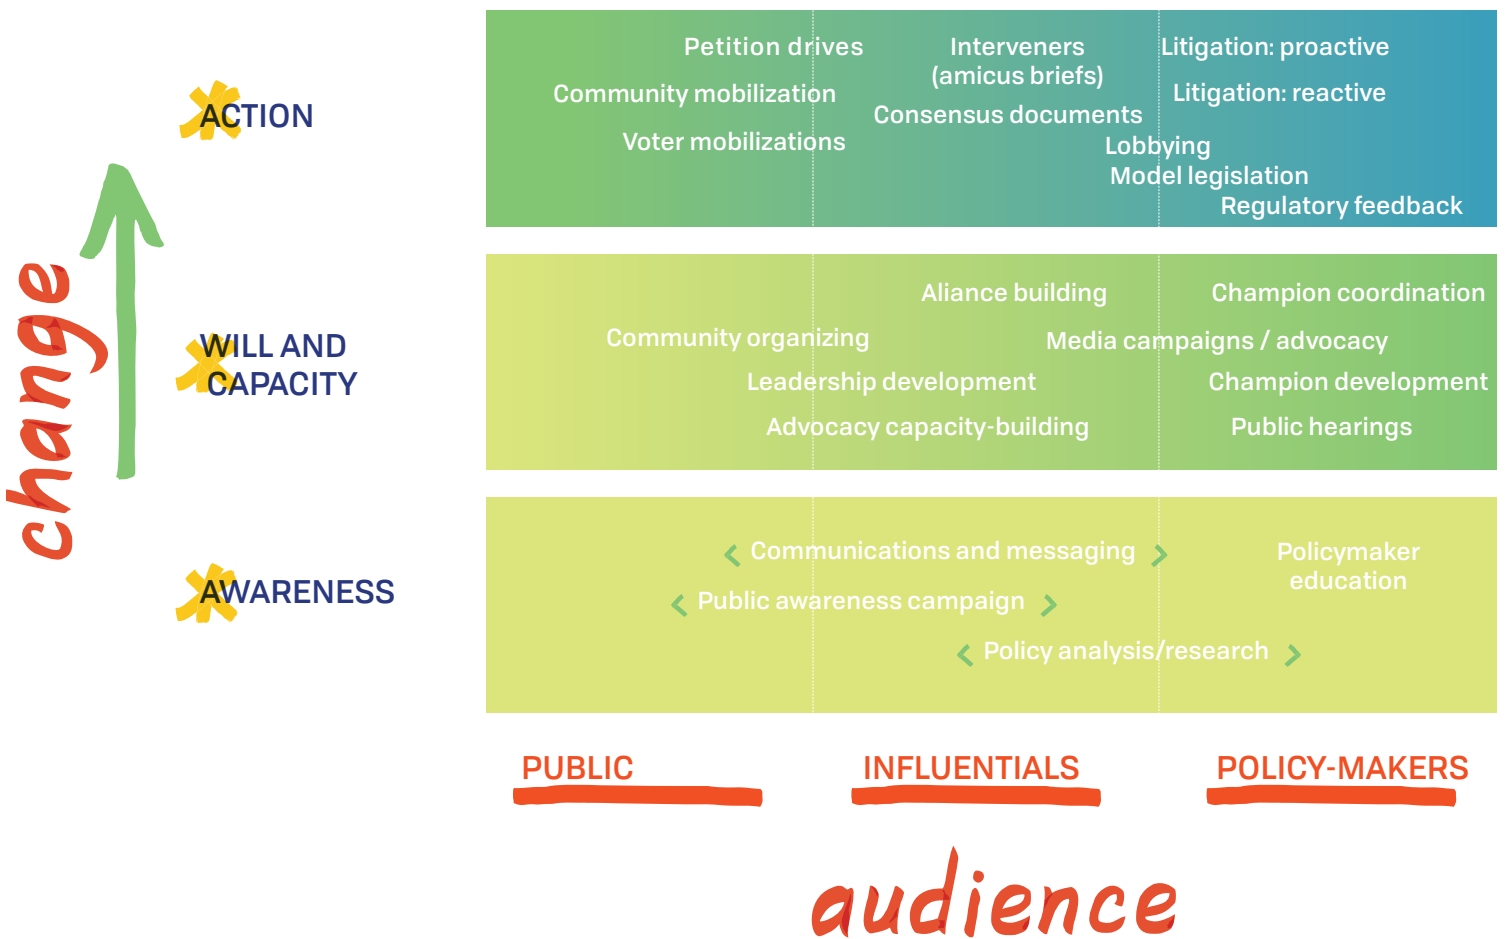 change
ACTION
Petition drives
Community mobilization
Voter mobilizations
Interveners
(amicus briefs)
Consensus documents
Litigation: proactive
Litigation: reactive
Lobbying
Model legislation
Regulatory feedback
WILL AND
CAPACITY
Community organizing
Aliance building
Leadership development
Advocacy capacity-building
Champion coordination
Media campaigns / advocacy
Champion development
Public hearings
AWARENESS
Communications and messaging
Public awareness campaign
Policy analysis/research
Policymaker
education
PUBLIC
INFLUENTIALS
POLICY-MAKERS
audience